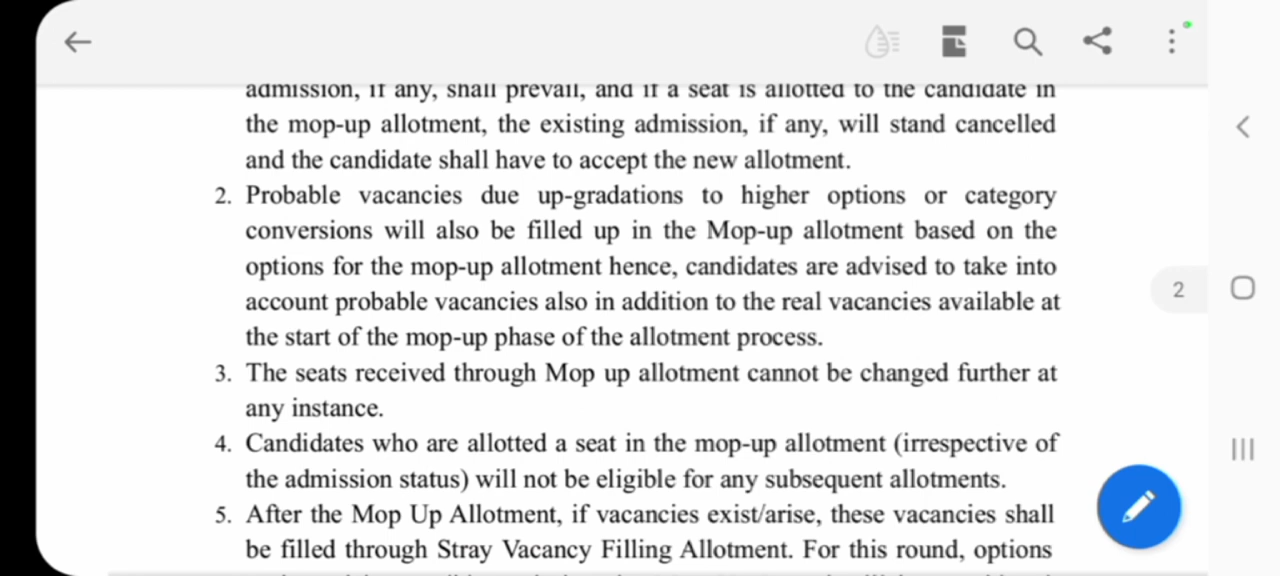 admission, if any, shall prevail, and if a seat is allotted to the candidate in
the mop-up allotment, the existing admission, if any, will stand cancelled
and the candidate shall have to accept the new allotment.
2. Probable vacancies due up-gradations to higher options or category
conversions will also be filled up in the Mop-up allotment based on the
options for the mop-up allotment hence, candidates are advised to take into
account probable vacancies also in addition to the real vacancies available at
the start of the mop-up phase of the allotment process.
2
3. The seats received through Mop up allotment cannot be changed further at
any instance.
4. Candidates who are allotted a seat in the mop-up allotment (irrespective of
the admission status) will not be eligible for any subsequent allotments.
5. After the Mop Up Allotment, if vacancies exist/arise, these vacancies shall
be filled through Stray Vacancy Filling Allotment. For this round, options